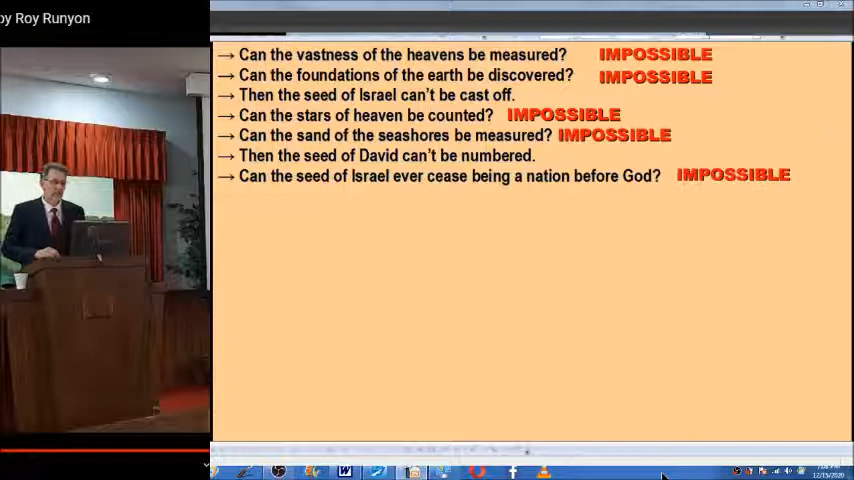 by Roy Runyon
→ Can the vastness of the heavens be measured? IMPOSSIBLE
→ Can the foundations of the earth be discovered? IMPOSSIBLE
→ Then the seed of Israel can't be cast off.
→ Can the stars of heaven be counted? IMPOSSIBLE
→ Can the sand of the seashores be measured? IMPOSSIBLE
→ Then the seed of David can't be numbered.
→ Can the seed of Israel ever cease being a nation before God? IMPOSSIBLE
12/15/2020